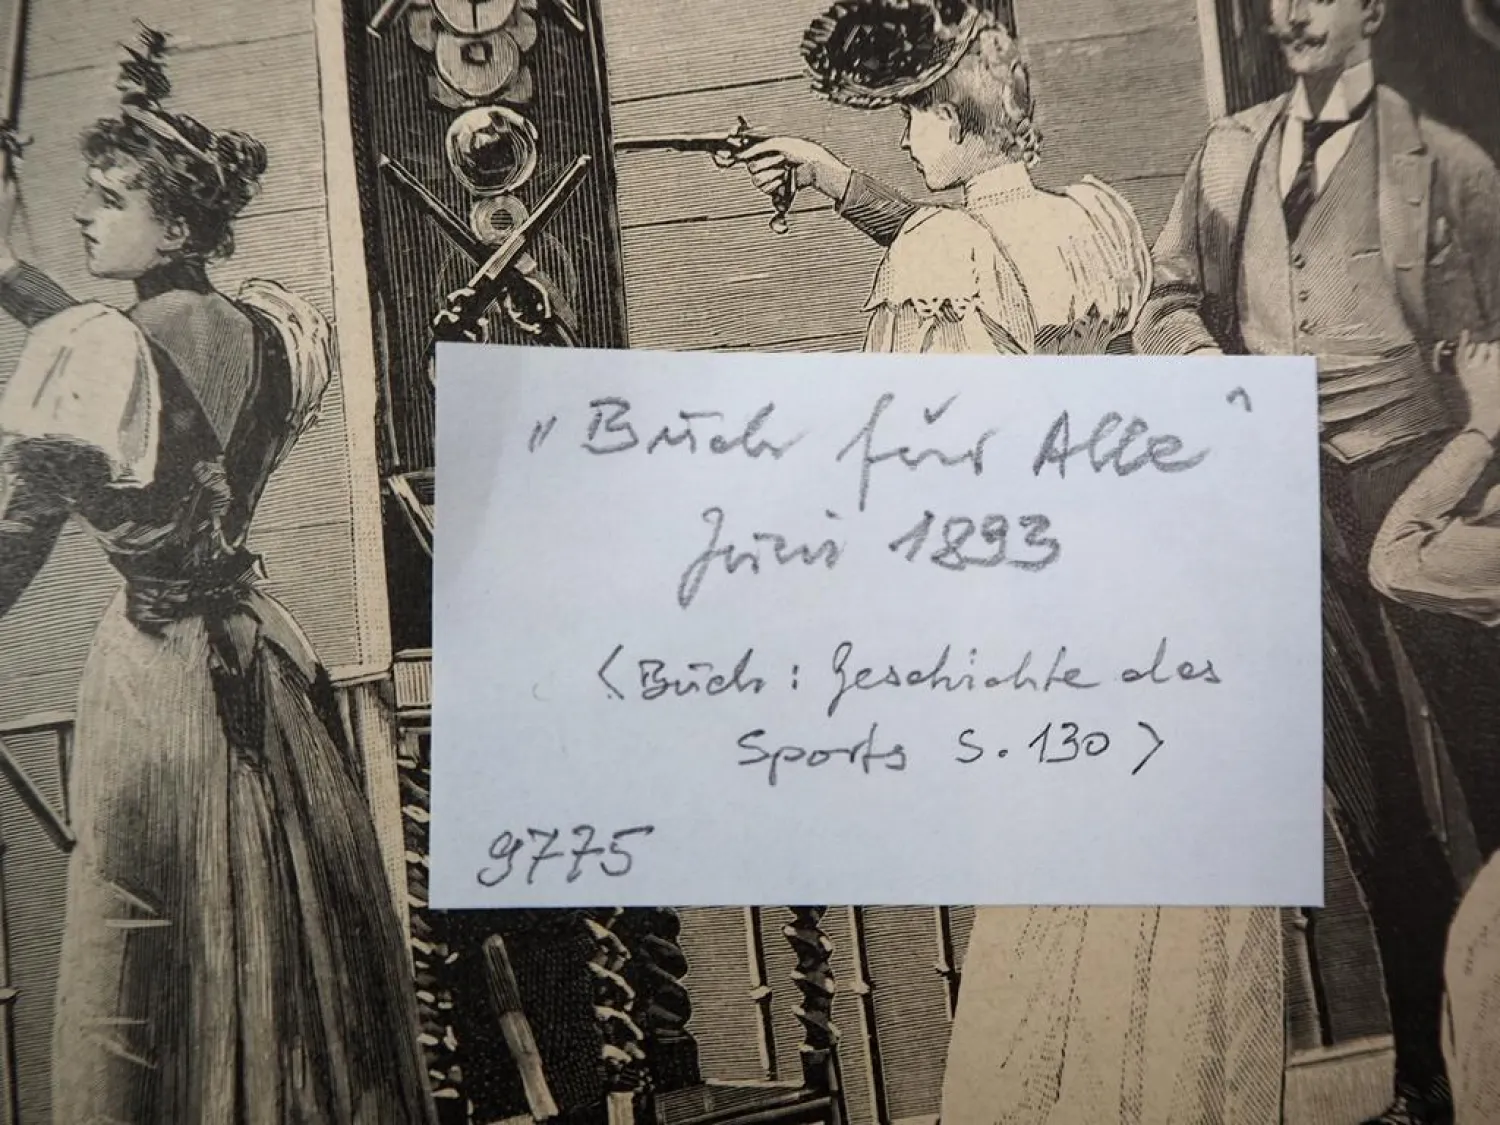 "Buch für Alle"
Juni 1893
<Buch: Geschichte des
Sports S. 130>
9775